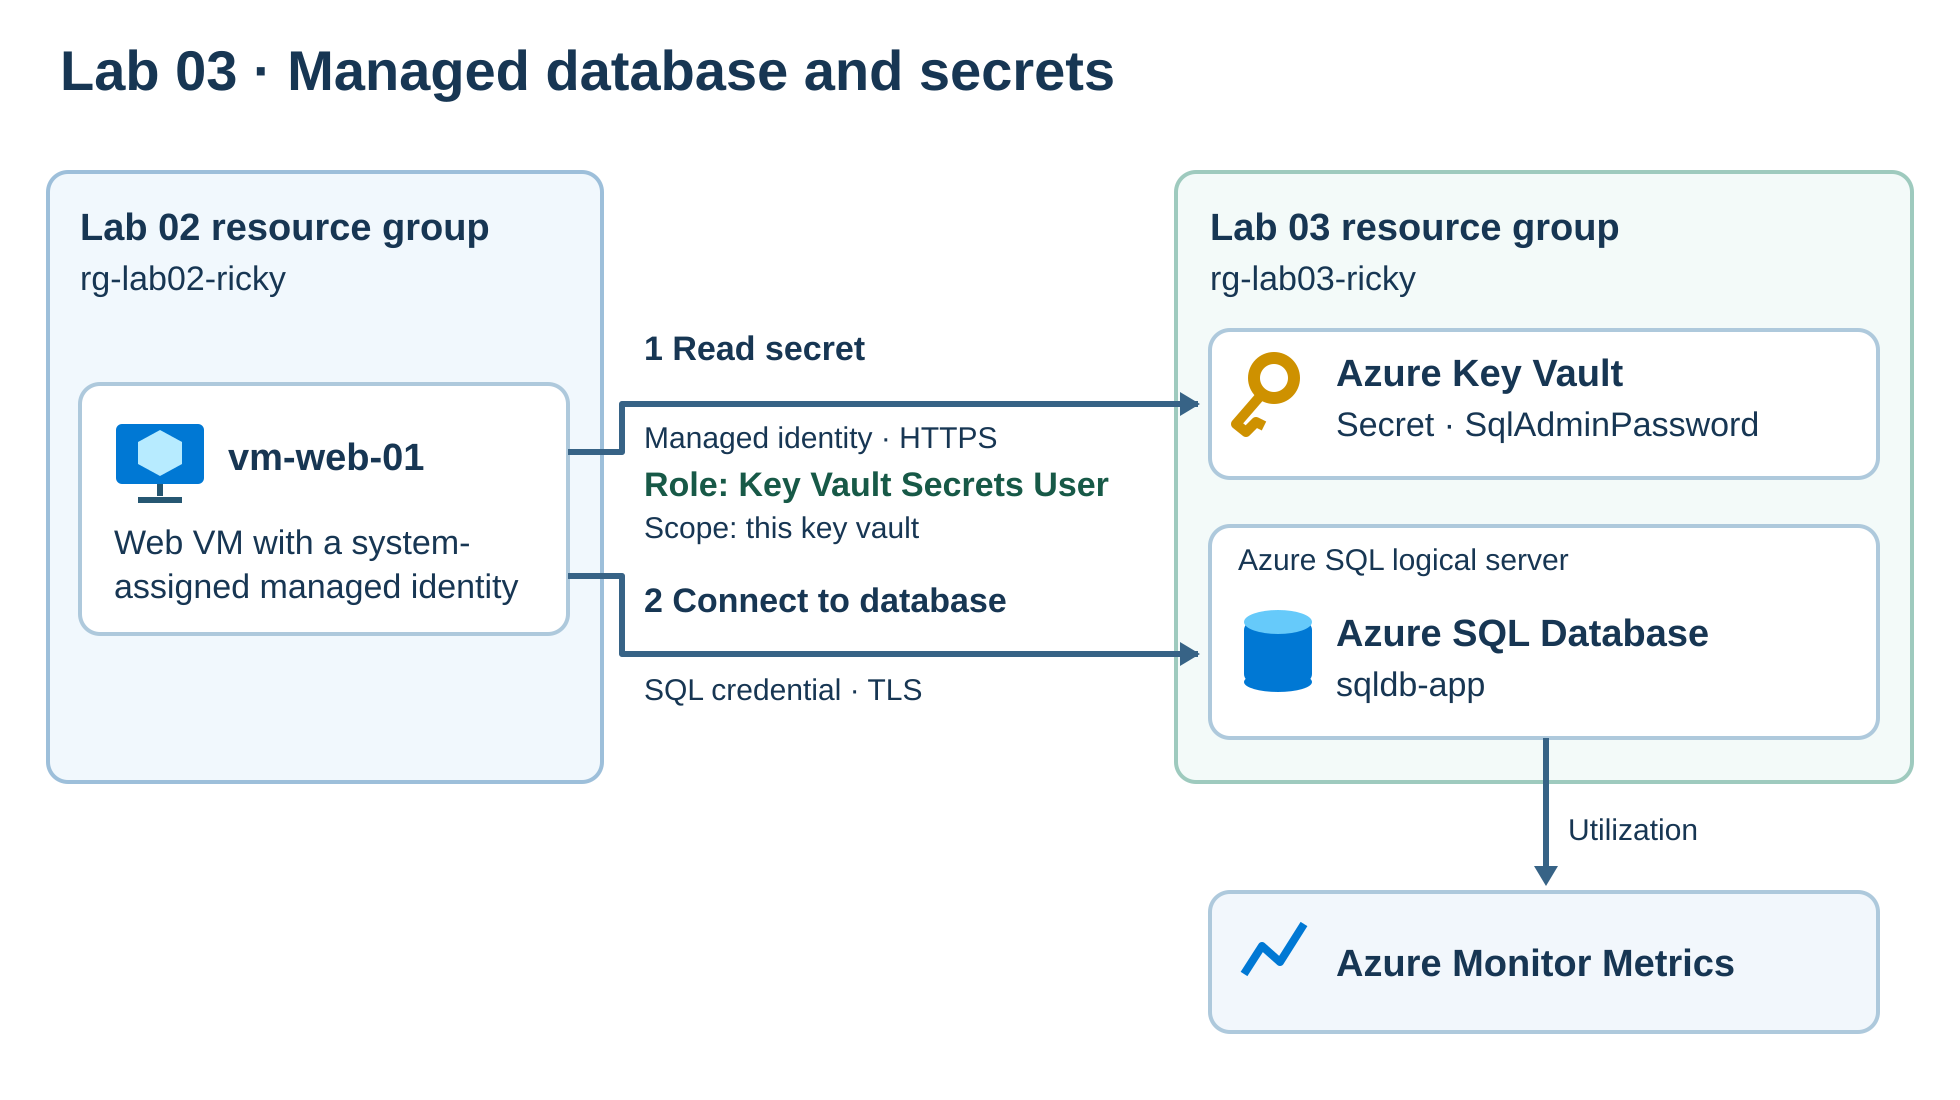 Lab 03 · Managed database and secrets
Lab 02 resource group
rg-lab02-ricky
vm-web-01
Web VM with a system-
assigned managed identity
1 Read secret
Managed identity · HTTPS
Role: Key Vault Secrets User
Scope: this key vault
2 Connect to database
SQL credential · TLS
Lab 03 resource group
rg-lab03-ricky
Azure Key Vault
Secret · SqlAdminPassword
Azure SQL logical server
Azure SQL Database
sqldb-app
Utilization
Azure Monitor Metrics